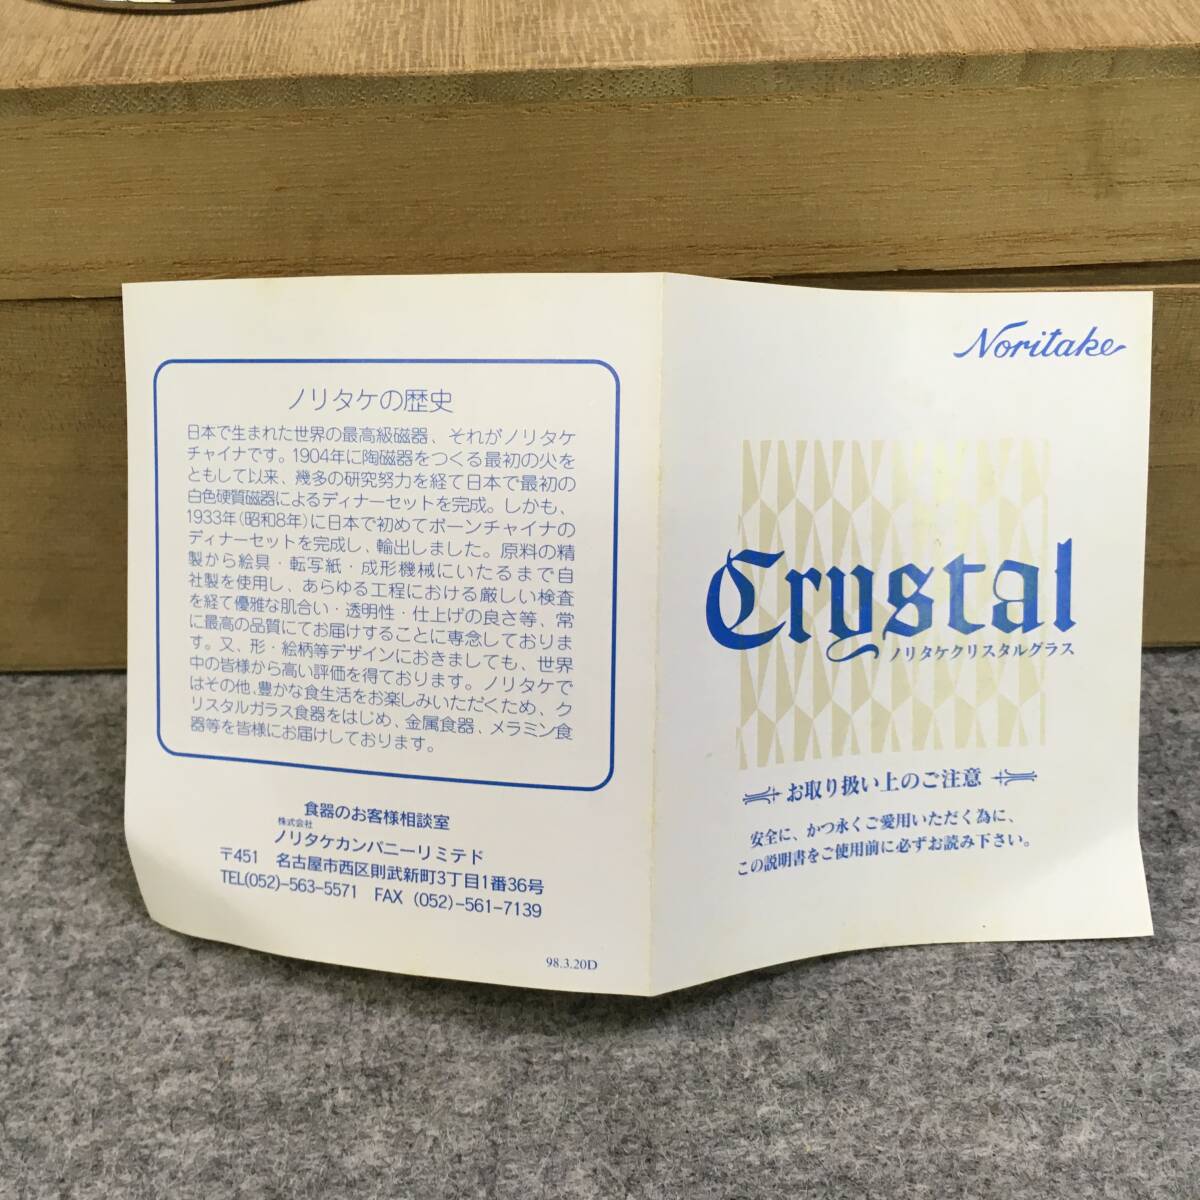 ノリタケの歴史
日本で生まれた世界の最高級磁器、それがノリタケ
チャイナです。1904年に陶磁器をつくる最初の火を
ともして以来、幾多の研究努力を経て日本で最初の
白色硬質磁器によるディナーセットを完成。しかも、
1933年(昭和8年)に日本で初めてボーンチャイナの
ディナーセットを完成し、輸出しました。原料の精
製から絵具・転写紙・成形機械にいたるまで自
社製を使用し、あらゆる工程における厳しい検査
を経て優雅な肌合い・透明性・仕上げの良さ等、常
に最高の品質にてお届けすることに専念しておりま
す。又、形・絵柄等デザインにおきましても、世界
中の皆様から高い評価を得ております。ノリタケで
はその他、豊かな食生活をお楽しみいただくため、ク
リスタルガラス食器をはじめ、金属食器、メラミン食
器等を皆様にお届けしております。
食器のお客様相談室
株式会社
ノリタケカンパニーリミテド
〒451 名古屋市西区則武新町3丁目1番36号
TEL(052)-563-5571 FAX (052)-561-7139
98.3.20D
Noritake
Crystal
ノリタケクリスタルグラス
お取り扱い上のご注意
安全に、かつ永くご愛用いただく為に、
この説明書をご使用前に必ずお読み下さい。